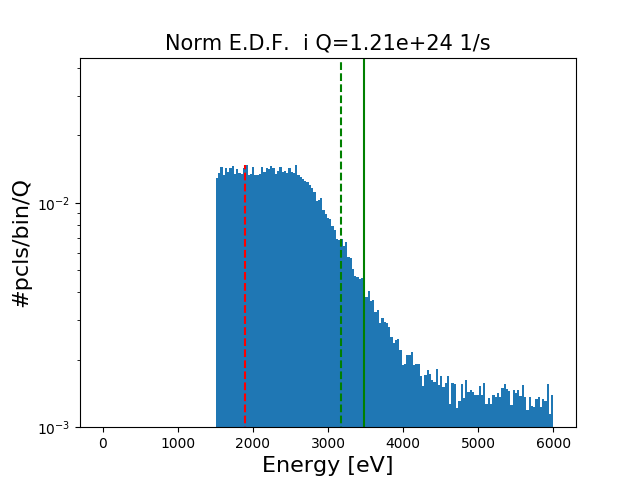 Norm E.D.F.  i Q=1.21e+24 1/s
#pcls/bin/Q
10⁻²
10⁻³
0 1000 2000 3000 4000 5000 6000
Energy [eV]